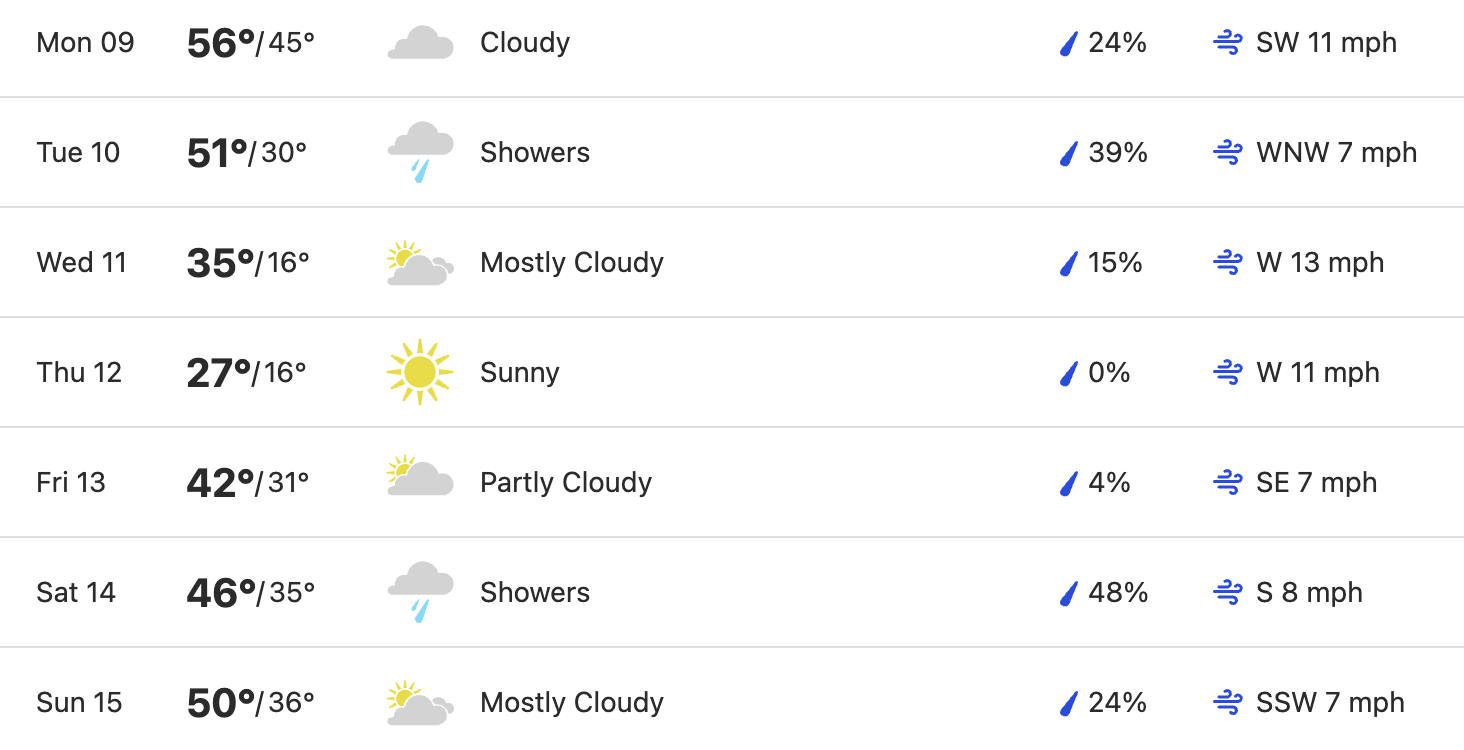 Mon 09 56°/45° Cloudy 24% SW 11 mph
Tue 10 51°/30° Showers 39% WNW 7 mph
Wed 11 35°/16° Mostly Cloudy 15% W 13 mph
Thu 12 27°/16° Sunny 0% W 11 mph
Fri 13 42°/31° Partly Cloudy 4% SE 7 mph
Sat 14 46°/35° Showers 48% S 8 mph
Sun 15 50°/36° Mostly Cloudy 24% SSW 7 mph